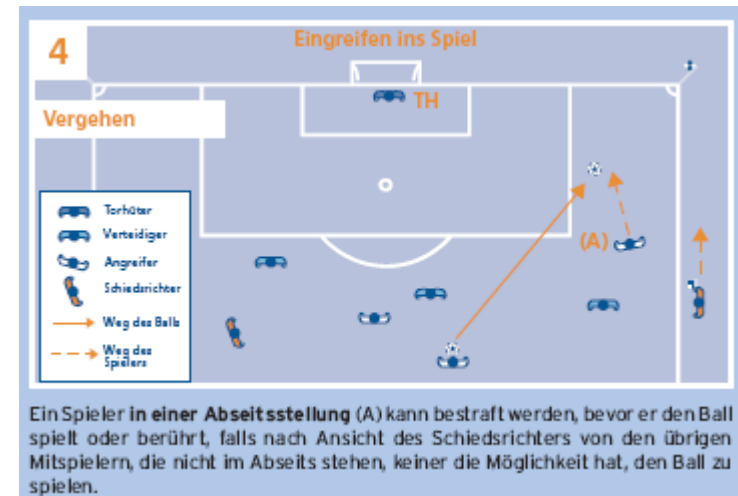 4
Eingreifen ins Spiel
TH
Vergehen
(A)
Torhüter
Verteidiger
Angreifer
Schiedsrichter
Weg des Balls
Weg des
Spielers
Ein Spieler in einer Abseitsstellung (A) kann bestraft werden, bevor er den Ball
spielt oder berührt, falls nach Ansicht des Schiedsrichters von den übrigen
Mitspielern, die nicht im Abseits stehen, keiner die Möglichkeit hat, den Ball zu
spielen.